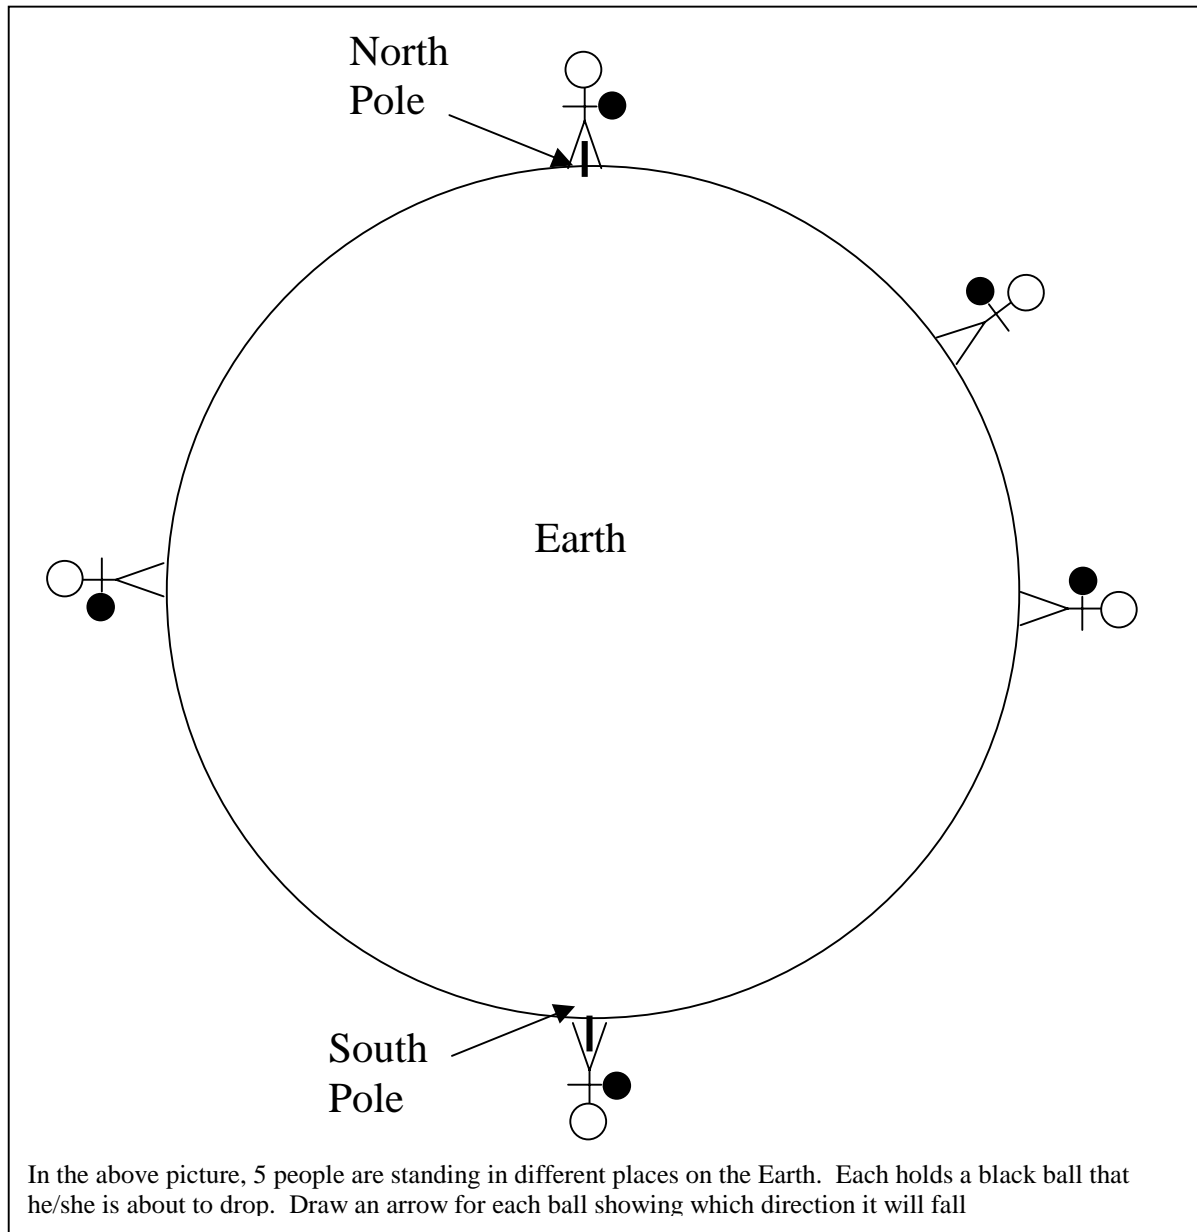 North
Pole
Earth
South
Pole
In the above picture, 5 people are standing in different places on the Earth.  Each holds a black ball that
he/she is about to drop.  Draw an arrow for each ball showing which direction it will fall